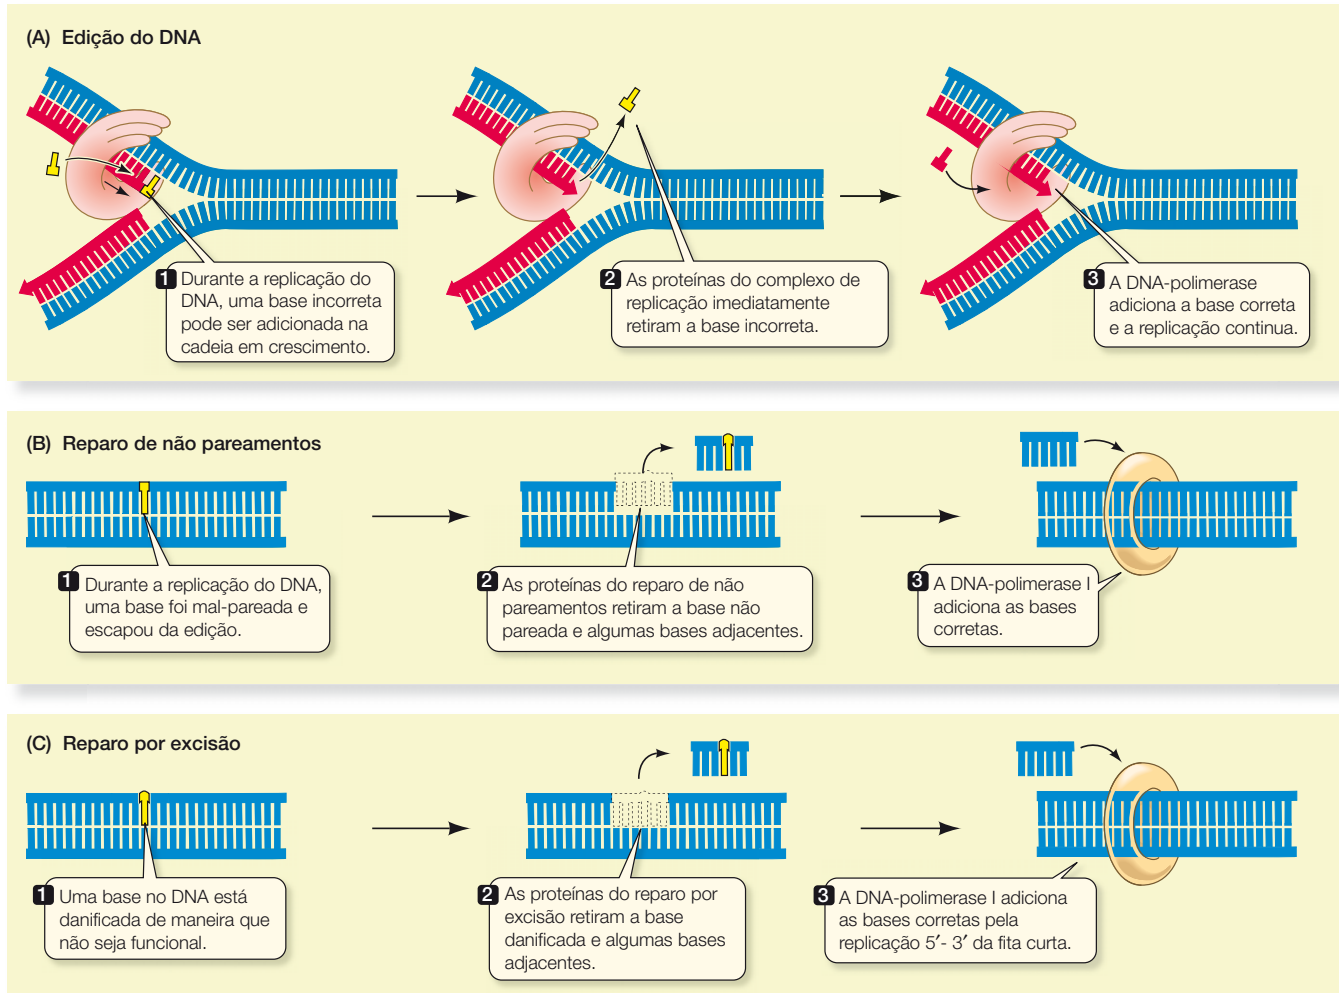 (A) Edição do DNA
1 Durante a replicação do
DNA, uma base incorreta
pode ser adicionada na
cadeia em crescimento.
2 As proteínas do complexo de
replicação imediatamente
retiram a base incorreta.
3 A DNA-polimerase
adiciona a base correta
e a replicação continua.
(B) Reparo de não pareamentos
1 Durante a replicação do DNA,
uma base foi mal-pareada e
escapou da edição.
2 As proteínas do reparo de não
pareamentos retiram a base não
pareada e algumas bases adjacentes.
3 A DNA-polimerase I
adiciona as bases
corretas.
(C) Reparo por excisão
1 Uma base no DNA está
danificada de maneira que
não seja funcional.
2 As proteínas do reparo por
excisão retiram a base
danificada e algumas bases
adjacentes.
3 A DNA-polimerase I adiciona
as bases corretas pela
replicação 5′- 3′ da fita curta.